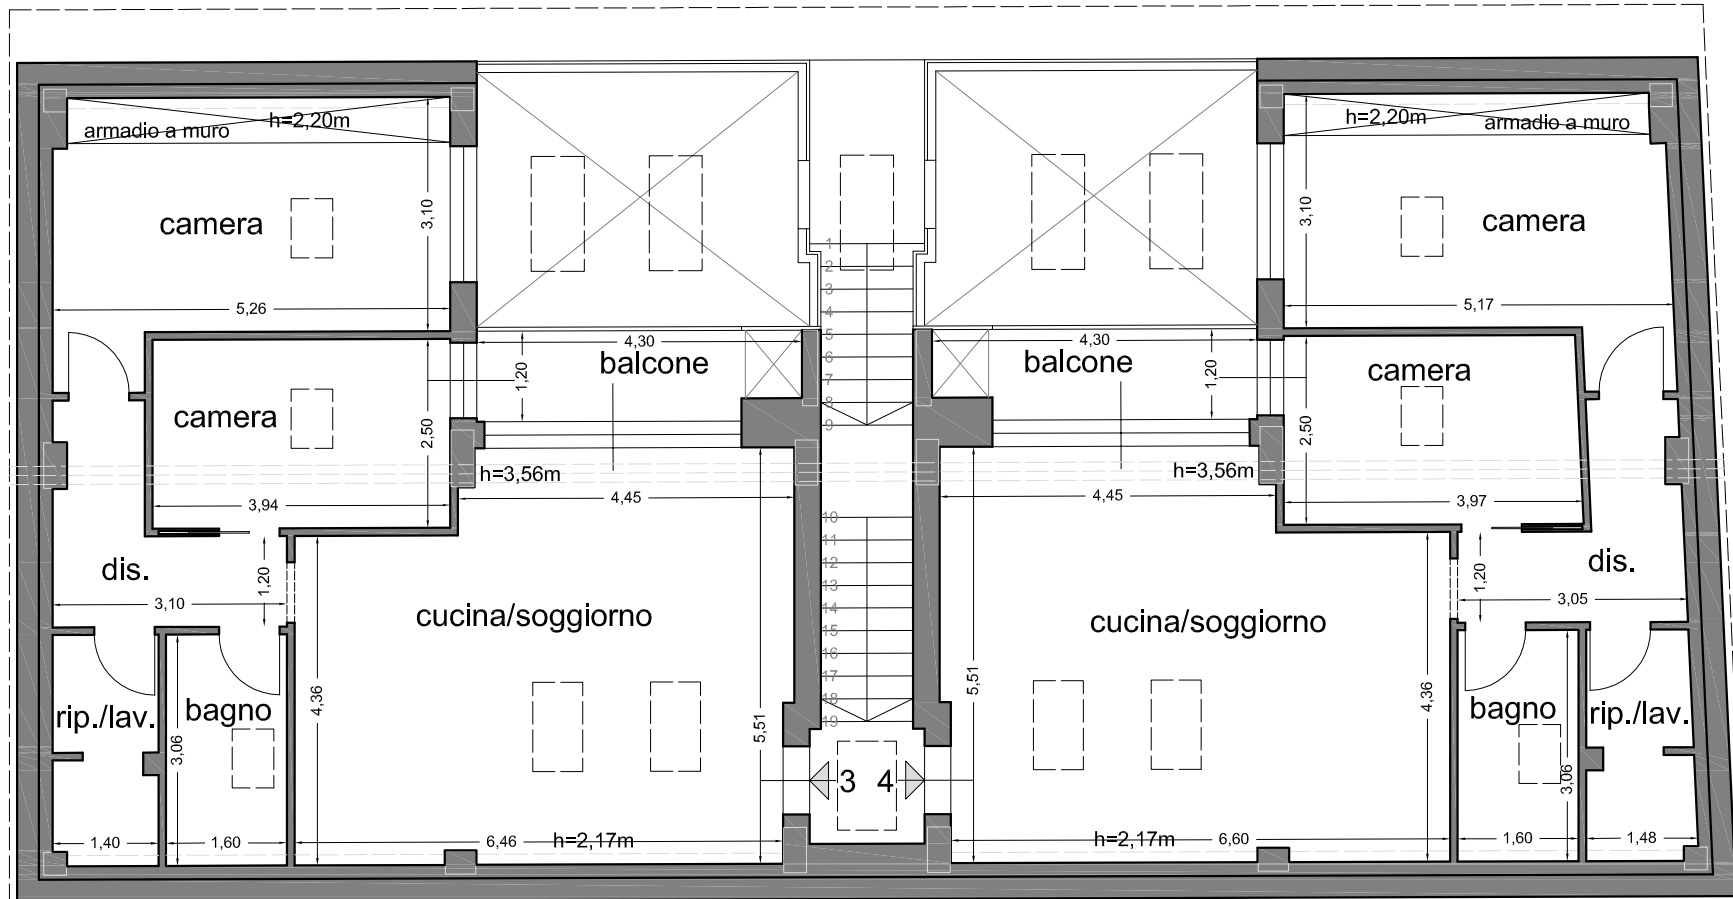 armadio a muro
h=2,20m
h=2,20m
armadio a muro
camera
3,10
3,10
camera
5,26
5,17
1
2
3
4
5
6
7
8
9
4,30
4,30
balcone
balcone
1,20
1,20
camera
camera
2,50
2,50
h=3,56m
h=3,56m
3,94
4,45
4,45
3,97
10
11
12
13
14
15
16
17
18
19
dis.
1,20
1,20
dis.
3,10
3,05
cucina/soggiorno
cucina/soggiorno
rip./lav.
bagno
4,36
5,51
5,51
4,36
bagno
rip./lav.
3,06
3,06
3
4
1,40
1,60
6,46
h=2,17m
h=2,17m
6,60
1,60
1,48